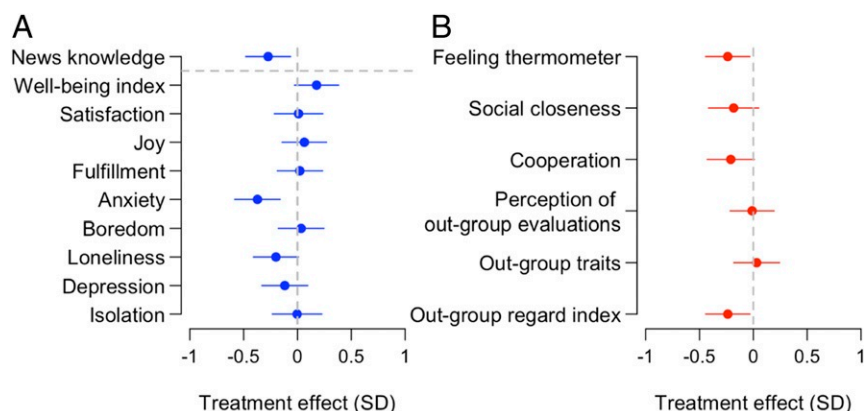 A
News knowledge
Well-being index
Satisfaction
Joy
Fulfillment
Anxiety
Boredom
Loneliness
Depression
Isolation
-1 -0.5 0 0.5 1
Treatment effect (SD)
B
Feeling thermometer
Social closeness
Cooperation
Perception of
out-group evaluations
Out-group traits
Out-group regard index
-1 -0.5 0 0.5 1
Treatment effect (SD)